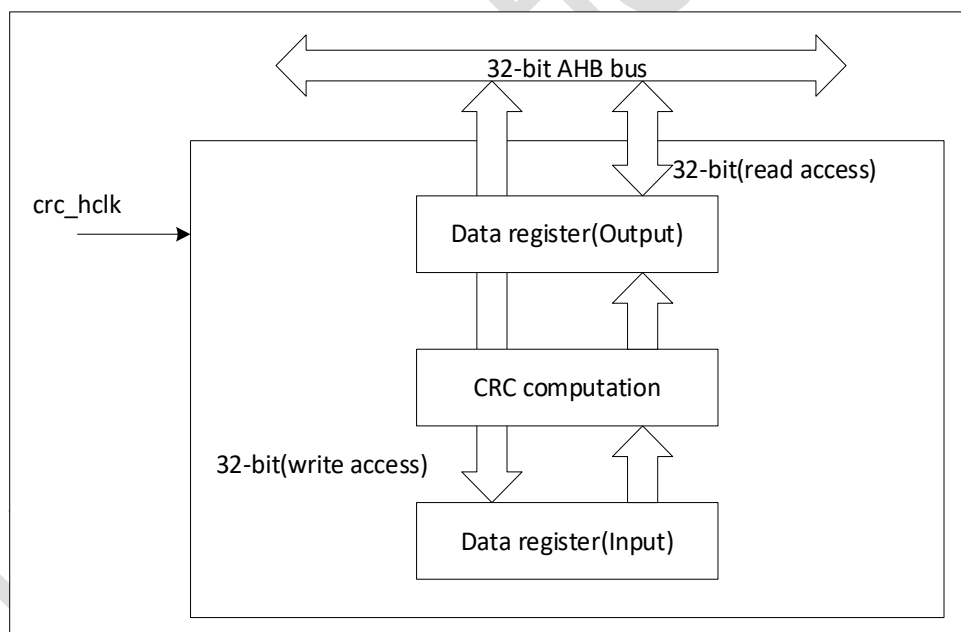 32-bit AHB bus
32-bit(read access)
crc_hclk
Data register(Output)
CRC computation
32-bit(write access)
Data register(Input)